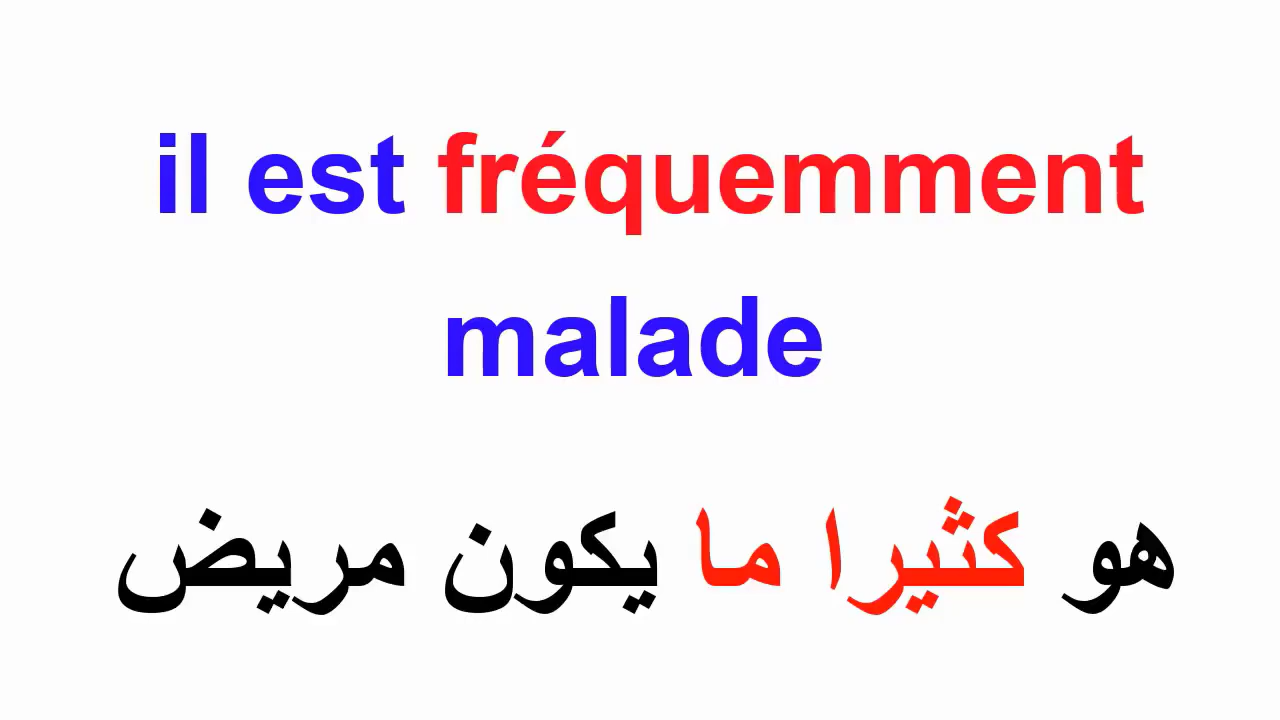 il est fréquemment
malade
هو كثيرا ما يكون مريض